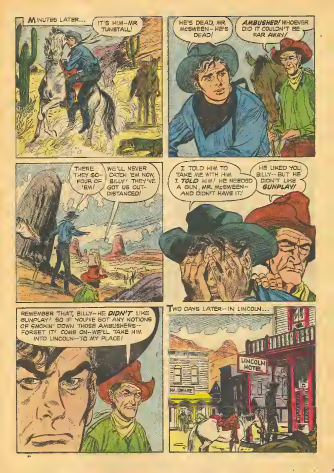 MINUTES LATER...
IT'S HIM--MR.
TUNSTALL!
HE'S DEAD, MR.
McSWEEN--HE'S
DEAD!
AMBUSHED! WHOEVER
DID IT COULDN'T BE
FAR AWAY!
THERE
THEY GO--
FOUR OF
'EM!
WE'LL NEVER
CATCH 'EM NOW,
BILLY! THEY'VE
GOT US OUT-
DISTANCED!
I TOLD HIM TO
TAKE ME WITH HIM.
I TOLD HIM! HE NEEDED
A GUN, MR. McSWEEN--
AND DIDN'T HAVE IT!
HE LIKED YOU,
BILLY--BUT HE
DIDN'T LIKE
GUNPLAY!
REMEMBER THAT, BILLY--HE DIDN'T LIKE
GUNPLAY! SO IF YOU'VE GOT ANY NOTIONS
OF SMOKIN' DOWN THOSE AMBUSHERS--
FORGET IT! COME ON--WE'LL TAKE HIM
INTO LINCOLN--TO MY PLACE!
TWO DAYS LATER--IN LINCOLN...
LINCOLN
HOTEL
HARDWARE